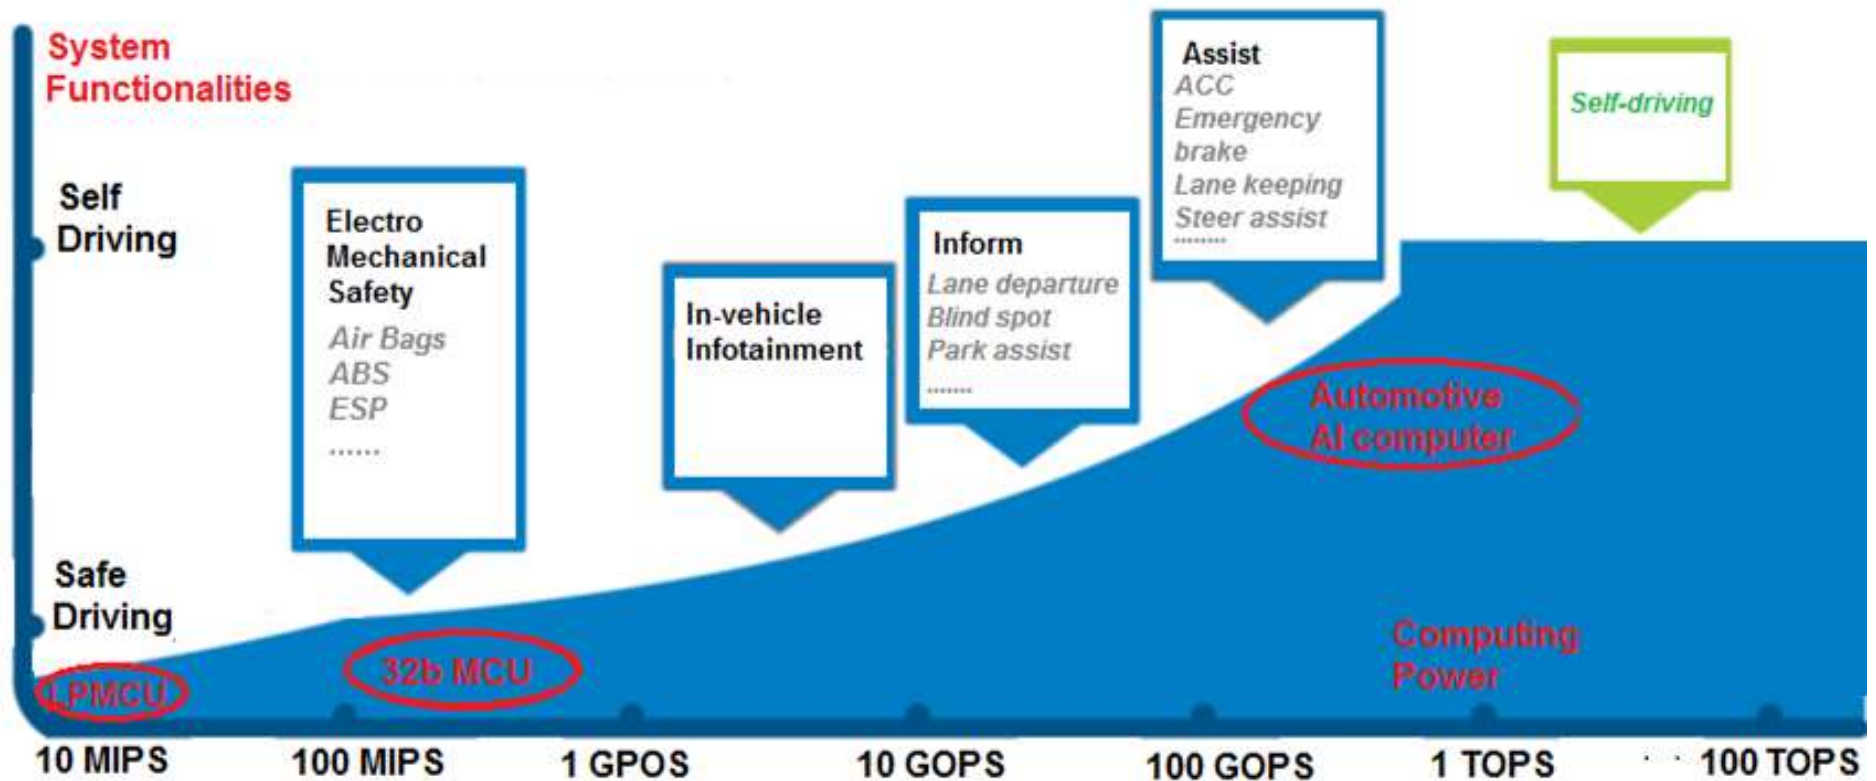 System
Functionalities
Self
Driving
Safe
Driving
Electro
Mechanical
Safety
Air Bags
ABS
ESP
......
In-vehicle
Infotainment
Inform
Lane departure
Blind spot
Park assist
.......
Assist
ACC
Emergency
brake
Lane keeping
Steer assist
........
Self-driving
Automotive
AI computer
32b MCU
LPMCU
Computing
Power
10 MIPS 100 MIPS 1 GPOS 10 GOPS 100 GOPS 1 TOPS . . . 100 TOPS